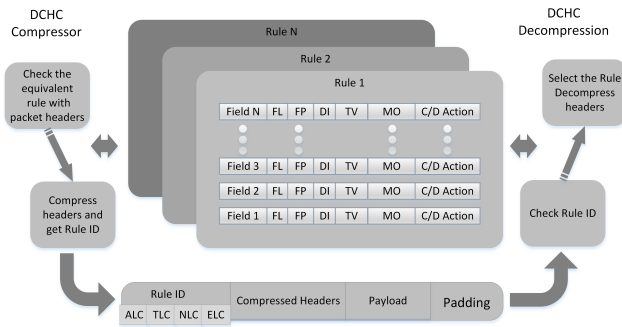 DCHC
Compressor
Check the
equivalent
rule with
packet headers
Compress
headers and
get Rule ID
Rule N
Rule 2
Rule 1
Field N FL FP DI TV MO C/D Action
Field 3 FL FP DI TV MO C/D Action
Field 2 FL FP DI TV MO C/D Action
Field 1 FL FP DI TV MO C/D Action
DCHC
Decompression
Select the Rule
Decompress
headers
Check Rule ID
Rule ID Compressed Headers Payload Padding
ALC TLC NLC ELC